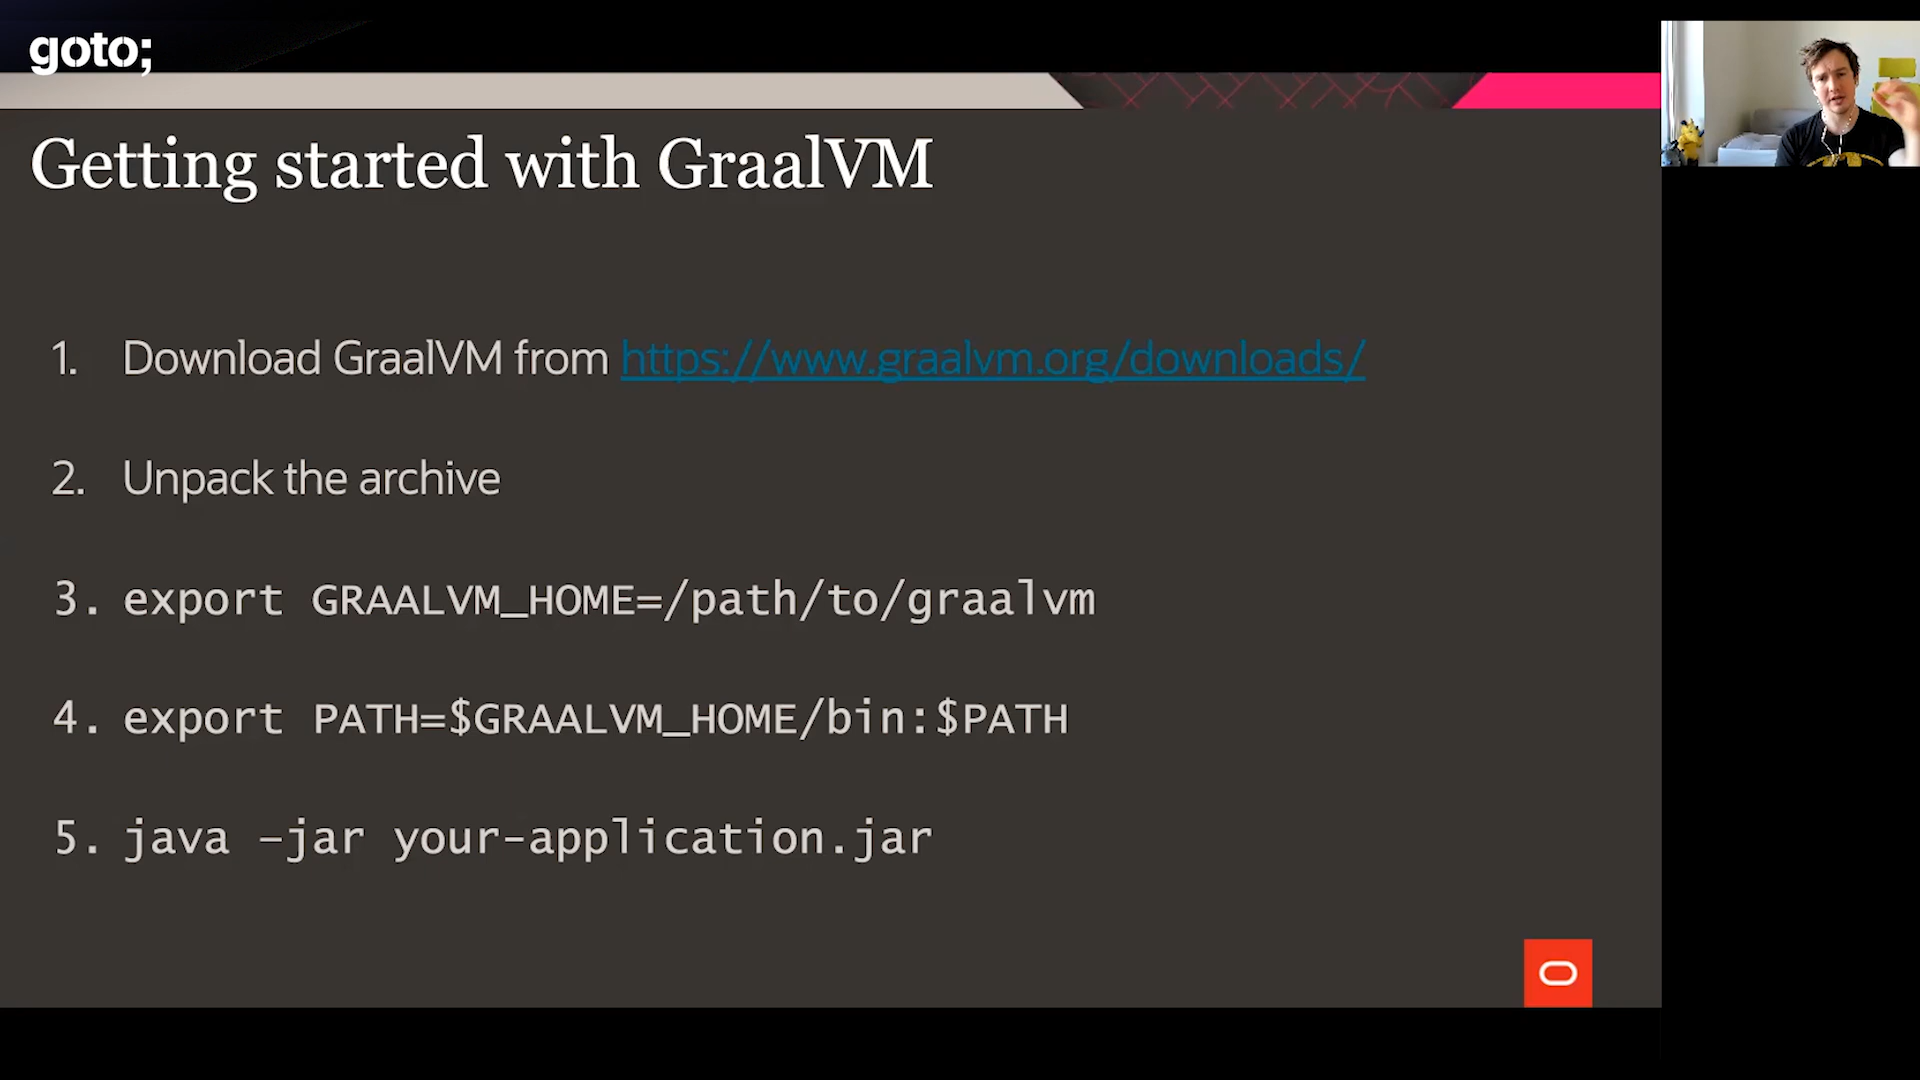 goto;
Getting started with GraalVM
1. Download GraalVM from https://www.graalvm.org/downloads/
2. Unpack the archive
3. export GRAALVM_HOME=/path/to/graalvm
4. export PATH=$GRAALVM_HOME/bin:$PATH
5. java –jar your-application.jar